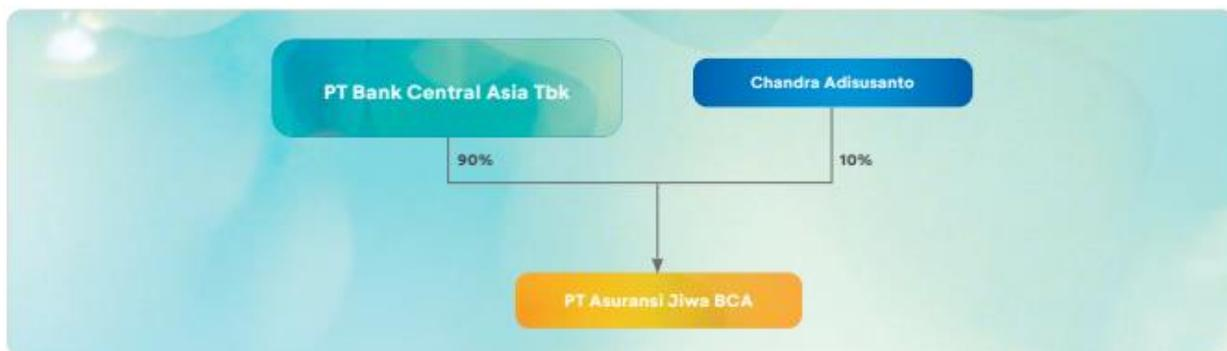 PT Bank Central Asia Tbk
Chandra Adisusanto
90%
10%
PT Asuransi Jiwa BCA